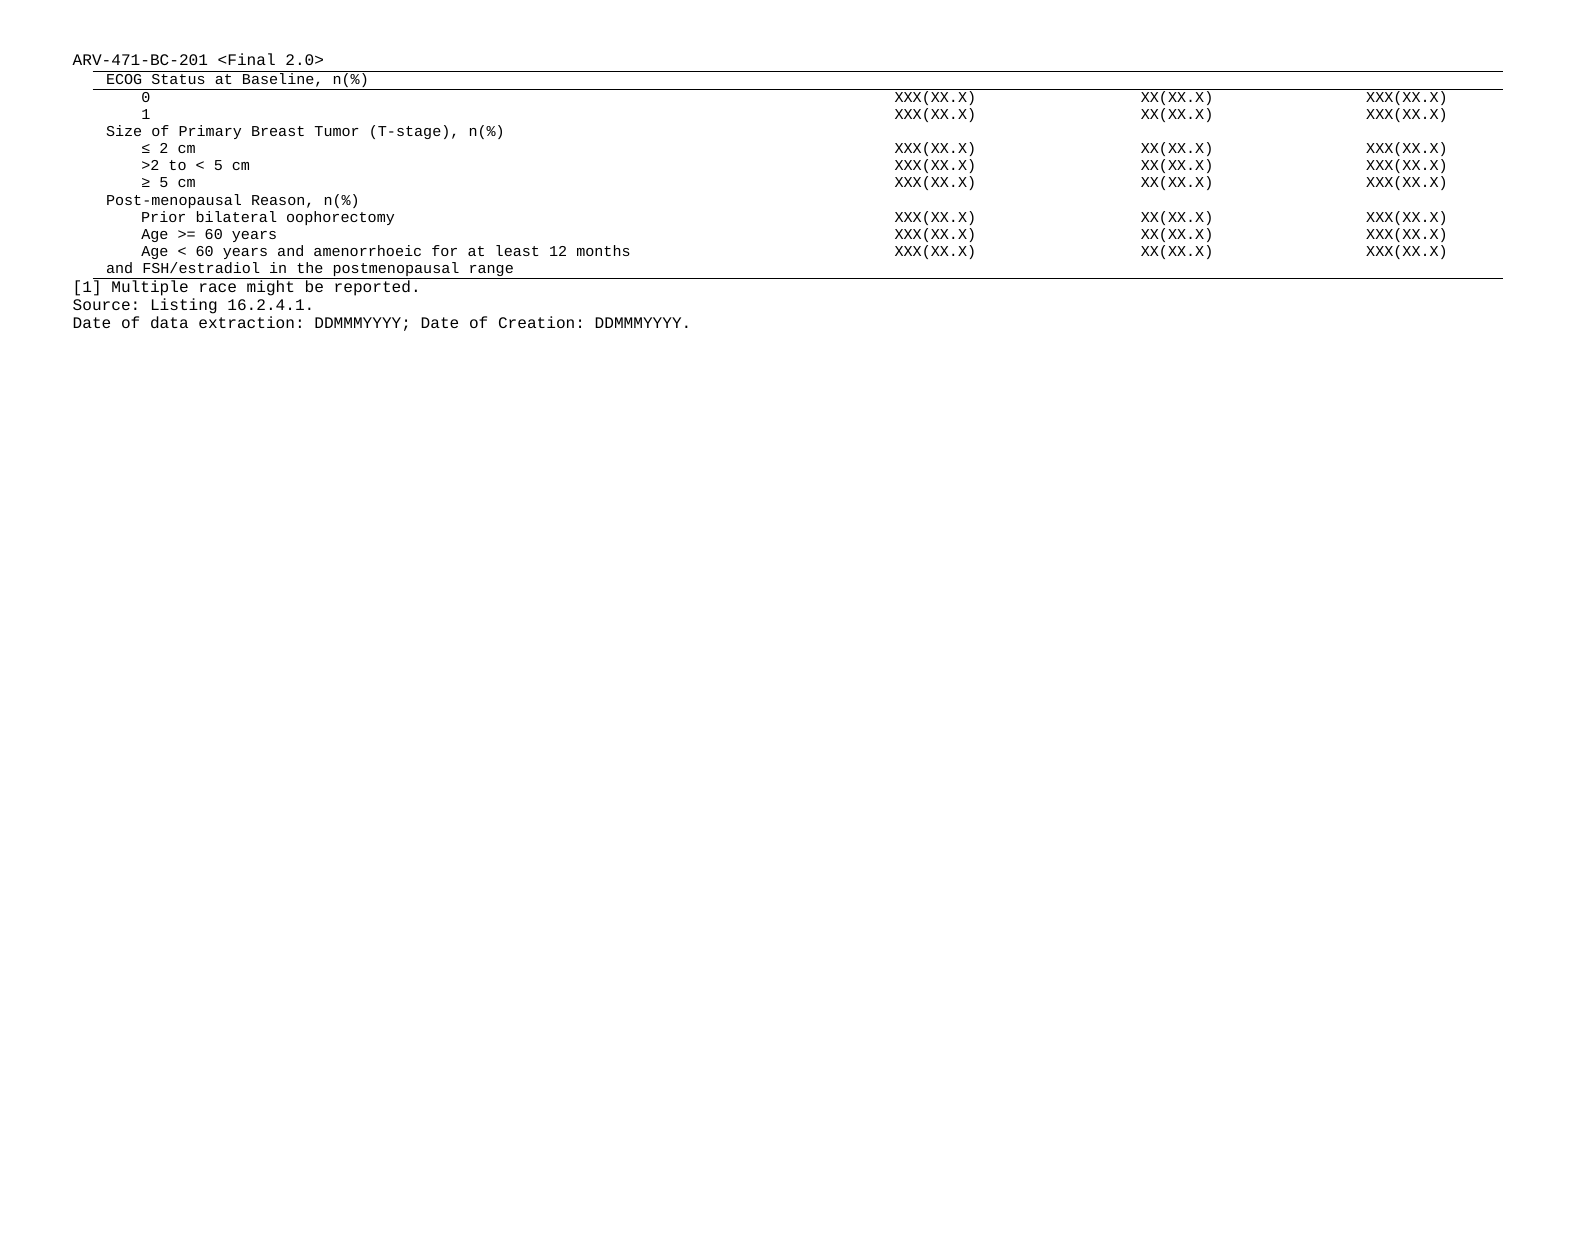 ARV-471-BC-201 <Final 2.0>
ECOG Status at Baseline, n(%)
0 XXX(XX.X) XX(XX.X) XXX(XX.X)
1 XXX(XX.X) XX(XX.X) XXX(XX.X)
Size of Primary Breast Tumor (T-stage), n(%)
≤ 2 cm XXX(XX.X) XX(XX.X) XXX(XX.X)
>2 to < 5 cm XXX(XX.X) XX(XX.X) XXX(XX.X)
≥ 5 cm XXX(XX.X) XX(XX.X) XXX(XX.X)
Post-menopausal Reason, n(%)
Prior bilateral oophorectomy XXX(XX.X) XX(XX.X) XXX(XX.X)
Age >= 60 years XXX(XX.X) XX(XX.X) XXX(XX.X)
Age < 60 years and amenorrhoeic for at least 12 months XXX(XX.X) XX(XX.X) XXX(XX.X)
and FSH/estradiol in the postmenopausal range
[1] Multiple race might be reported.
Source: Listing 16.2.4.1.
Date of data extraction: DDMMMYYYY; Date of Creation: DDMMMYYYY.